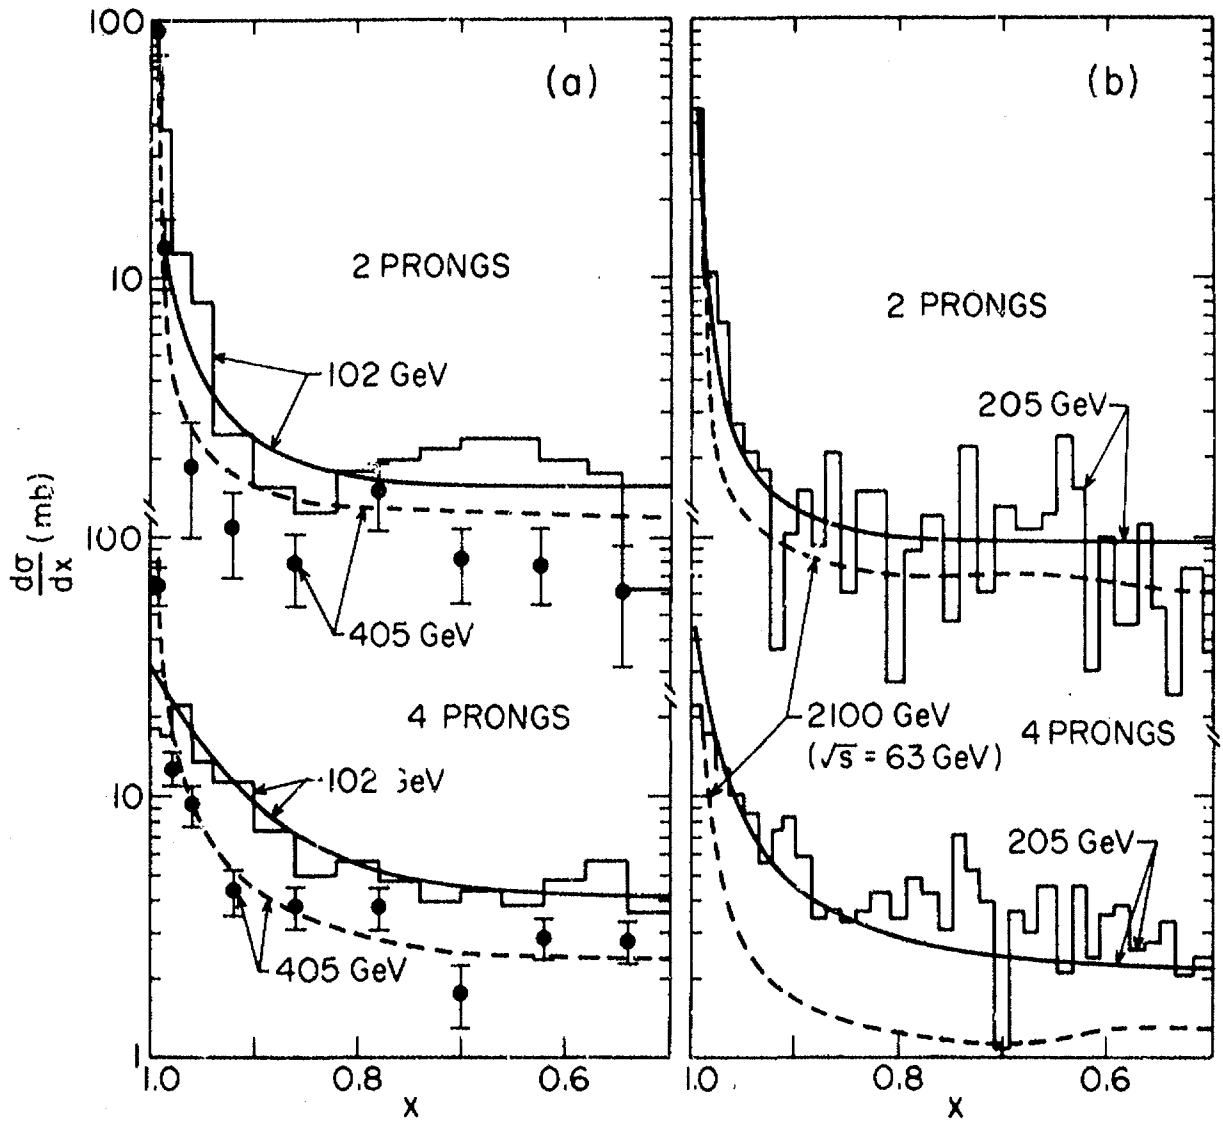 (a)
(b)
100
10
100
10
1
dσ/dx (mb)
2 PRONGS
102 GeV
405 GeV
4 PRONGS
102 GeV
405 GeV
1.0
0.8
0.6
x
2 PRONGS
205 GeV
2100 GeV
(√s = 63 GeV)
4 PRONGS
205 GeV
1.0
0.8
0.6
x